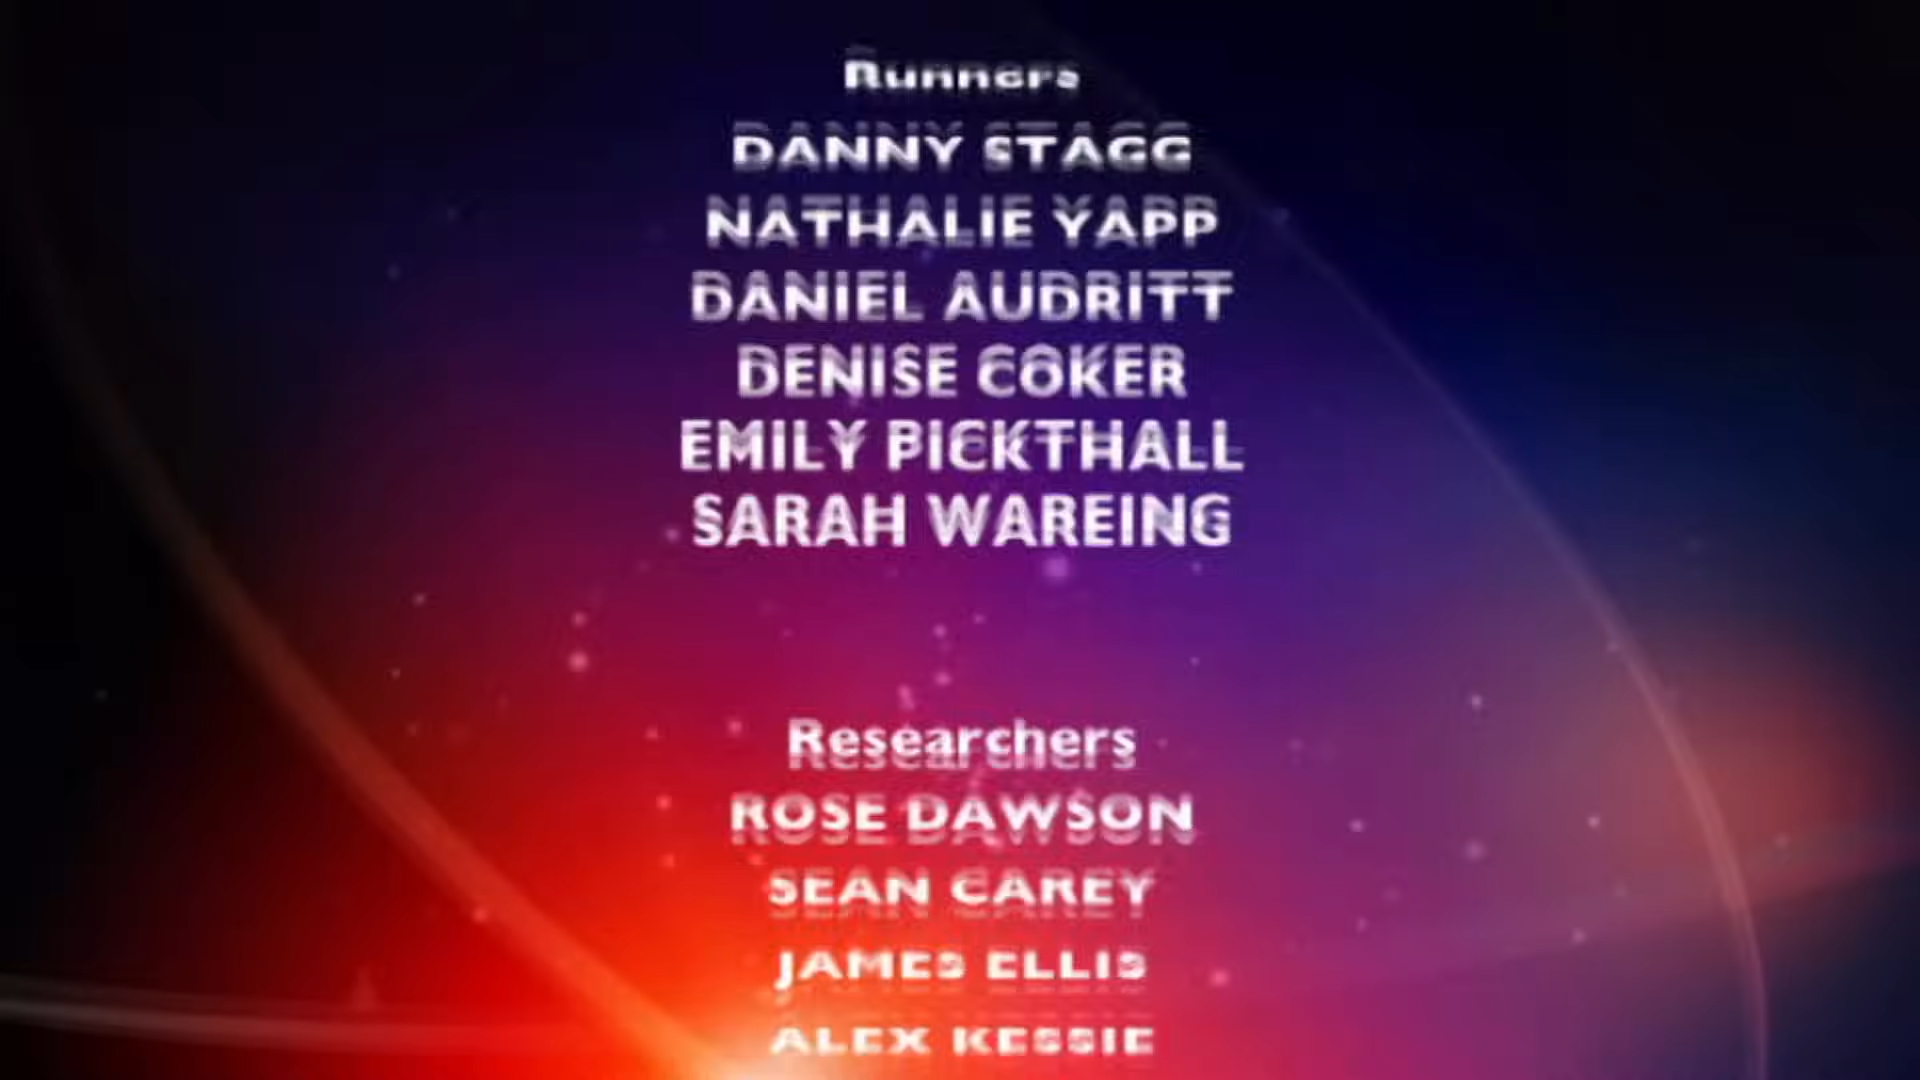 Runners
DANNY STAGG
NATHALIE YAPP
DANIEL AUDRITT
DENISE COKER
EMILY PICKTHALL
SARAH WAREING
Researchers
ROSE DAWSON
SEAN CAREY
JAMES ELLIS
ALEX KESSIE